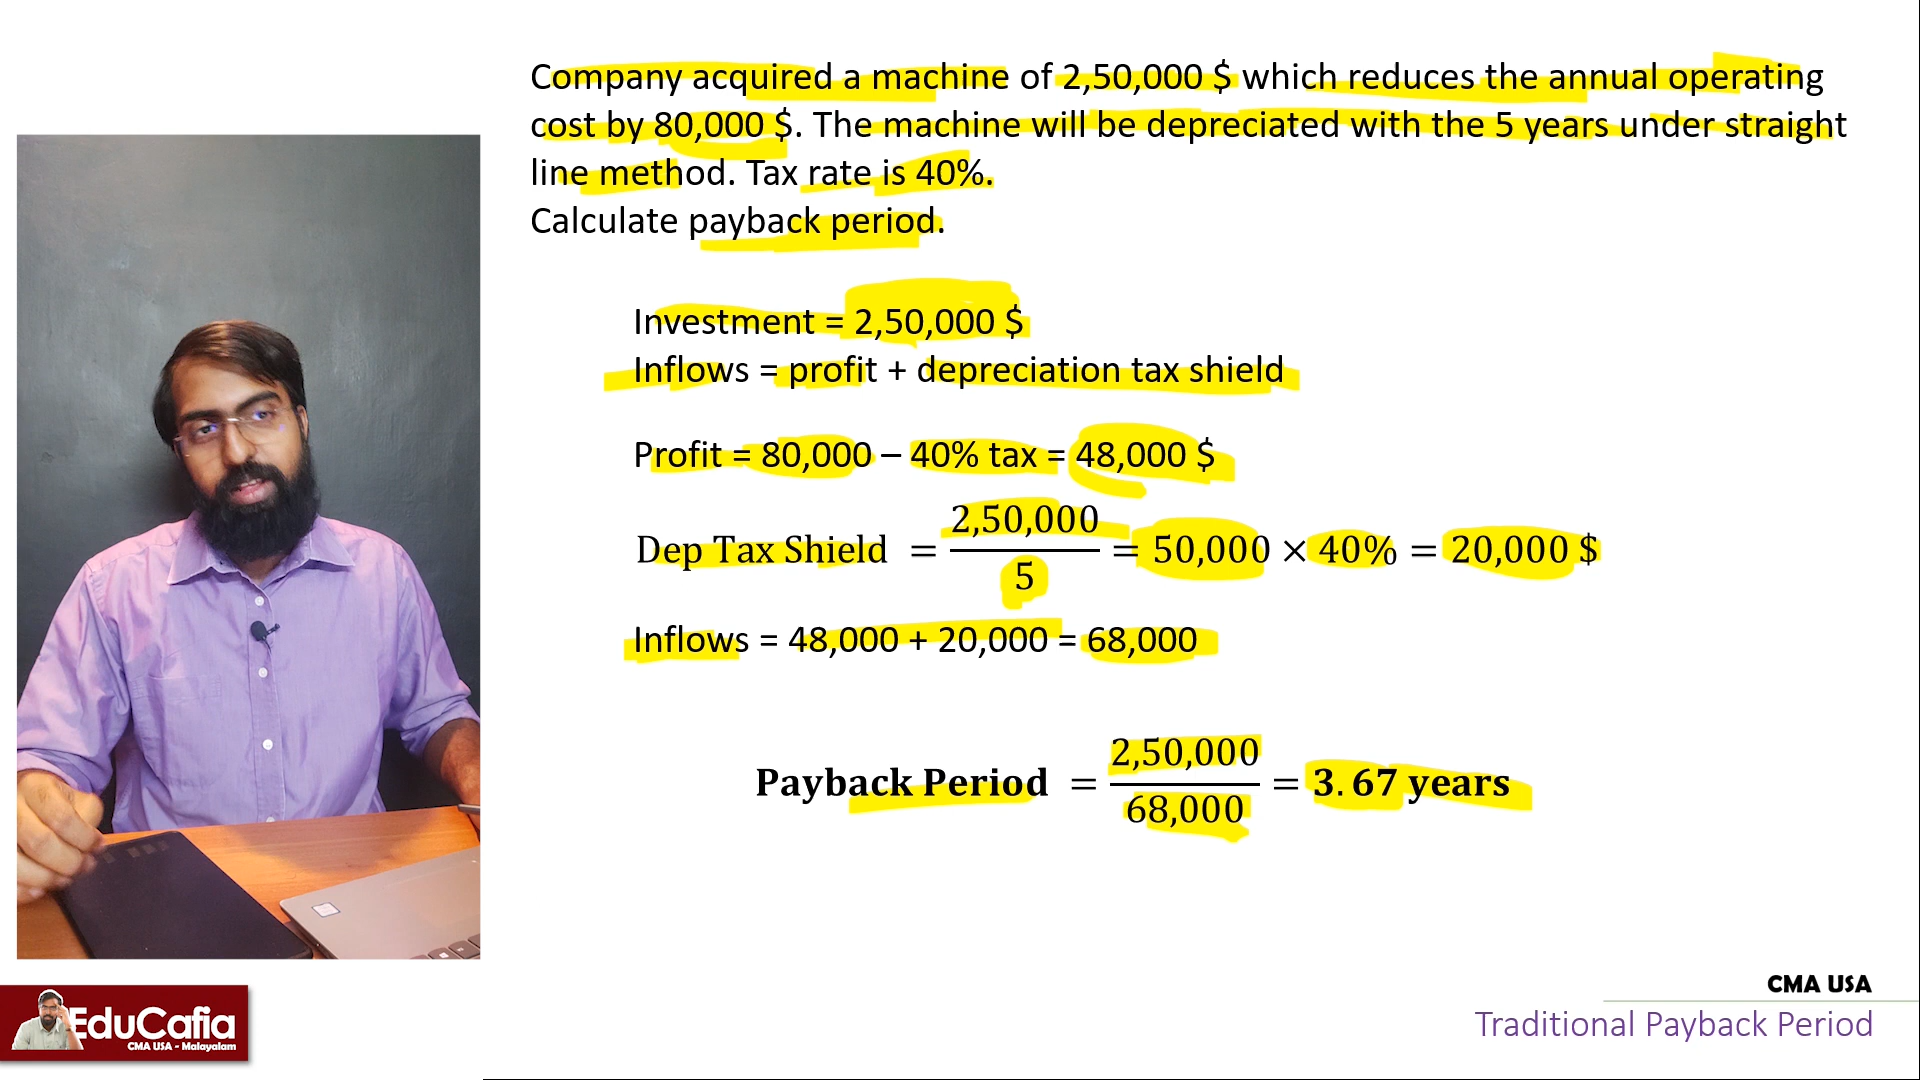 Company acquired a machine of 2,50,000 $ which reduces the annual operating
cost by 80,000 $. The machine will be depreciated with the 5 years under straight
line method. Tax rate is 40%.
Calculate payback period.
Investment = 2,50,000 $
Inflows = profit + depreciation tax shield
Profit = 80,000 – 40% tax = 48,000 $
Dep Tax Shield = 2,50,000 / 5 = 50,000 × 40% = 20,000 $
Inflows = 48,000 + 20,000 = 68,000
Payback Period = 2,50,000 / 68,000 = 3.67 years
CMA USA
Traditional Payback Period
EduCafia
CMA USA - Malayalam